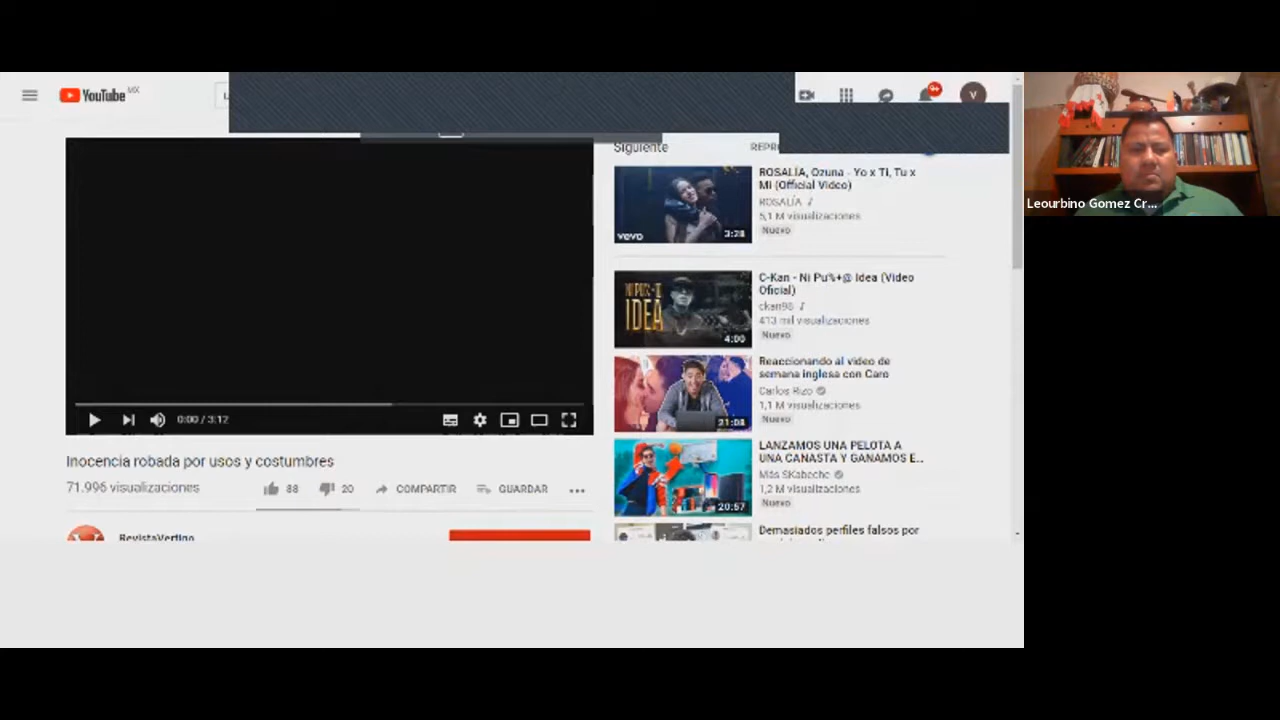 YouTube MX
Siguiente
ROSALÍA, Ozuna - Yo x Ti, Tu x
Mi (Official Video)
ROSALÍA
5,1 M visualizaciones
Nuevo
vevo
3:28
C-Kan - Ni Pu%+@ Idea (Video
Oficial)
ckan98
413 mil visualizaciones
Nuevo
IDEA
4:00
Reaccionando al video de
semana inglesa con Caro
Carlos Rizo
1,1 M visualizaciones
Nuevo
21:08
LANZAMOS UNA PELOTA A
UNA CANASTA Y GANAMOS E...
Más SKabeche
1,2 M visualizaciones
Nuevo
20:57
Demasiados perfiles falsos por
0:00 / 3:12
Inocencia robada por usos y costumbres
71.996 visualizaciones
88
20
COMPARTIR
GUARDAR
RevistaVertigo
V
9+
Leourbino Gomez Cr...